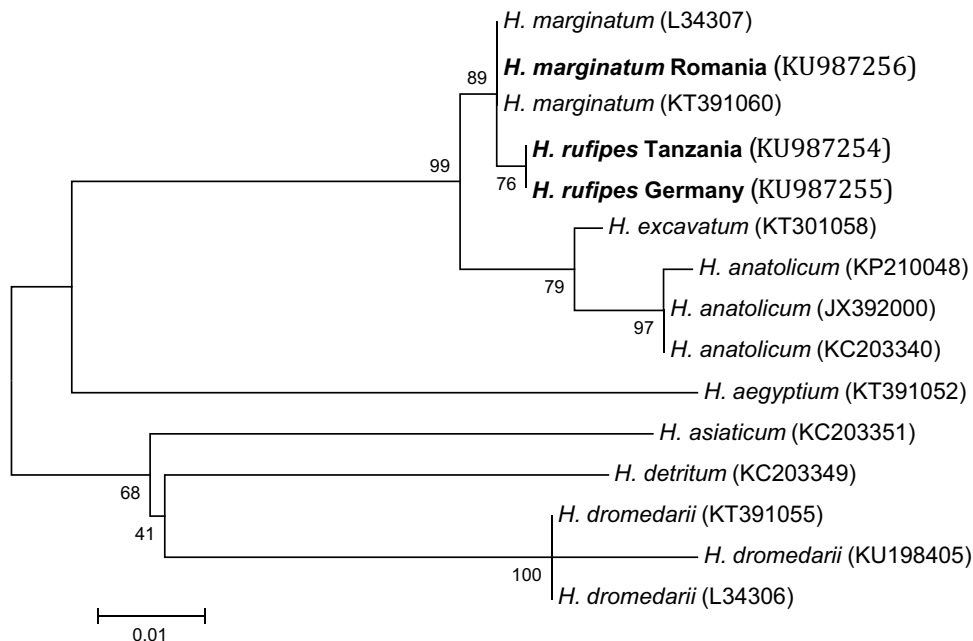 H. marginatum (L34307)
H. marginatum Romania (KU987256)
89
H. marginatum (KT391060)
H. rufipes Tanzania (KU987254)
99
76
H. rufipes Germany (KU987255)
H. excavatum (KT301058)
H. anatolicum (KP210048)
79
H. anatolicum (JX392000)
97
H. anatolicum (KC203340)
H. aegyptium (KT391052)
H. asiaticum (KC203351)
H. detritum (KC203349)
68
H. dromedarii (KT391055)
41
H. dromedarii (KU198405)
100
H. dromedarii (L34306)
0.01